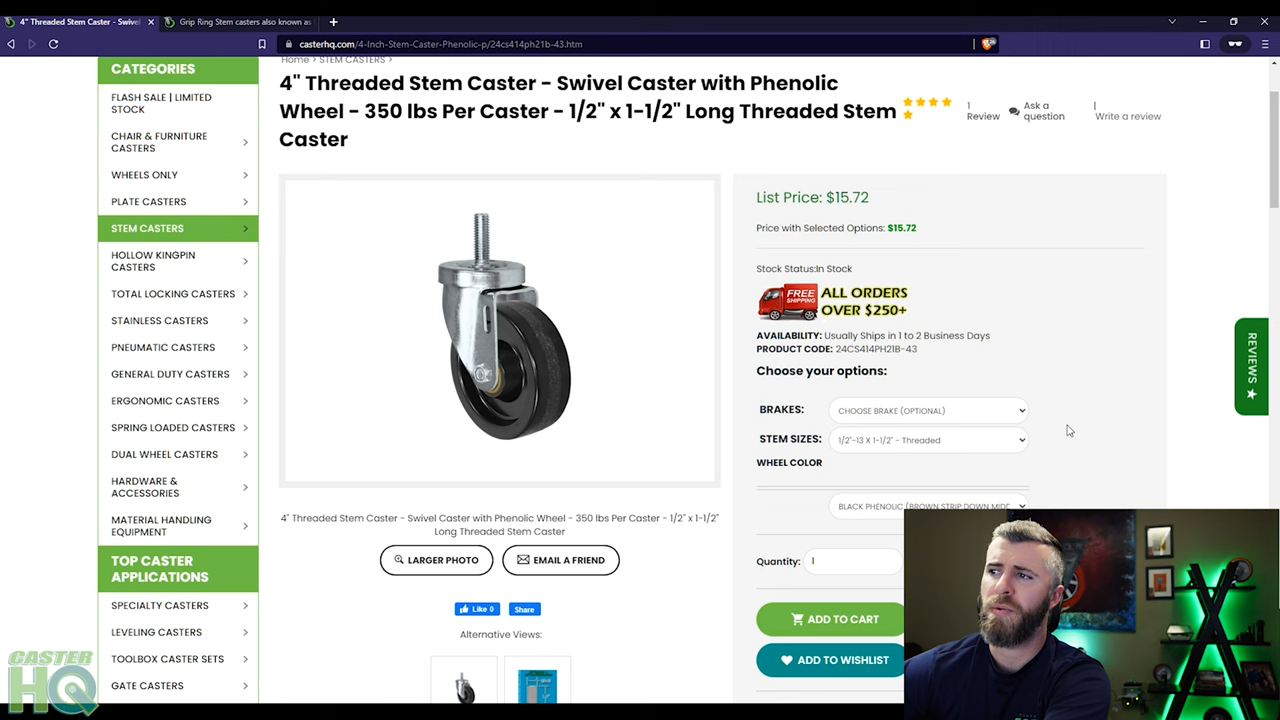 4" Threaded Stem Caster - Swivel
Grip Ring Stem casters also known as
casterhq.com/4-Inch-Stem-Caster-Phenolic-p/24cs414ph21b-43.htm
Home > STEM CASTERS >
CATEGORIES
FLASH SALE | LIMITED
STOCK
CHAIR & FURNITURE
CASTERS
WHEELS ONLY
PLATE CASTERS
STEM CASTERS
HOLLOW KINGPIN
CASTERS
TOTAL LOCKING CASTERS
STAINLESS CASTERS
PNEUMATIC CASTERS
GENERAL DUTY CASTERS
ERGONOMIC CASTERS
SPRING LOADED CASTERS
DUAL WHEEL CASTERS
HARDWARE &
ACCESSORIES
MATERIAL HANDLING
EQUIPMENT
TOP CASTER
APPLICATIONS
SPECIALTY CASTERS
LEVELING CASTERS
TOOLBOX CASTER SETS
GATE CASTERS
4" Threaded Stem Caster - Swivel Caster with Phenolic
Wheel - 350 lbs Per Caster - 1/2" x 1-1/2" Long Threaded Stem
Caster
1
Review
Ask a
question
|
Write a review
List Price: $15.72
Price with Selected Options: $15.72
Stock Status:In Stock
FREE
SHIPPING
ALL ORDERS
OVER $250+
AVAILABILITY: Usually Ships in 1 to 2 Business Days
PRODUCT CODE: 24CS414PH21B-43
Choose your options:
BRAKES: CHOOSE BRAKE (OPTIONAL)
STEM SIZES: 1/2"-13 X 1-1/2" - Threaded
WHEEL COLOR
BLACK PHENOLIC (BROWN STRIP DOWN MIDD
Quantity: 1
ADD TO CART
ADD TO WISHLIST
4" Threaded Stem Caster - Swivel Caster with Phenolic Wheel - 350 lbs Per Caster - 1/2" x 1-1/2"
Long Threaded Stem Caster
LARGER PHOTO
EMAIL A FRIEND
Like 0
Share
Alternative Views:
REVIEWS
CASTER
HQ